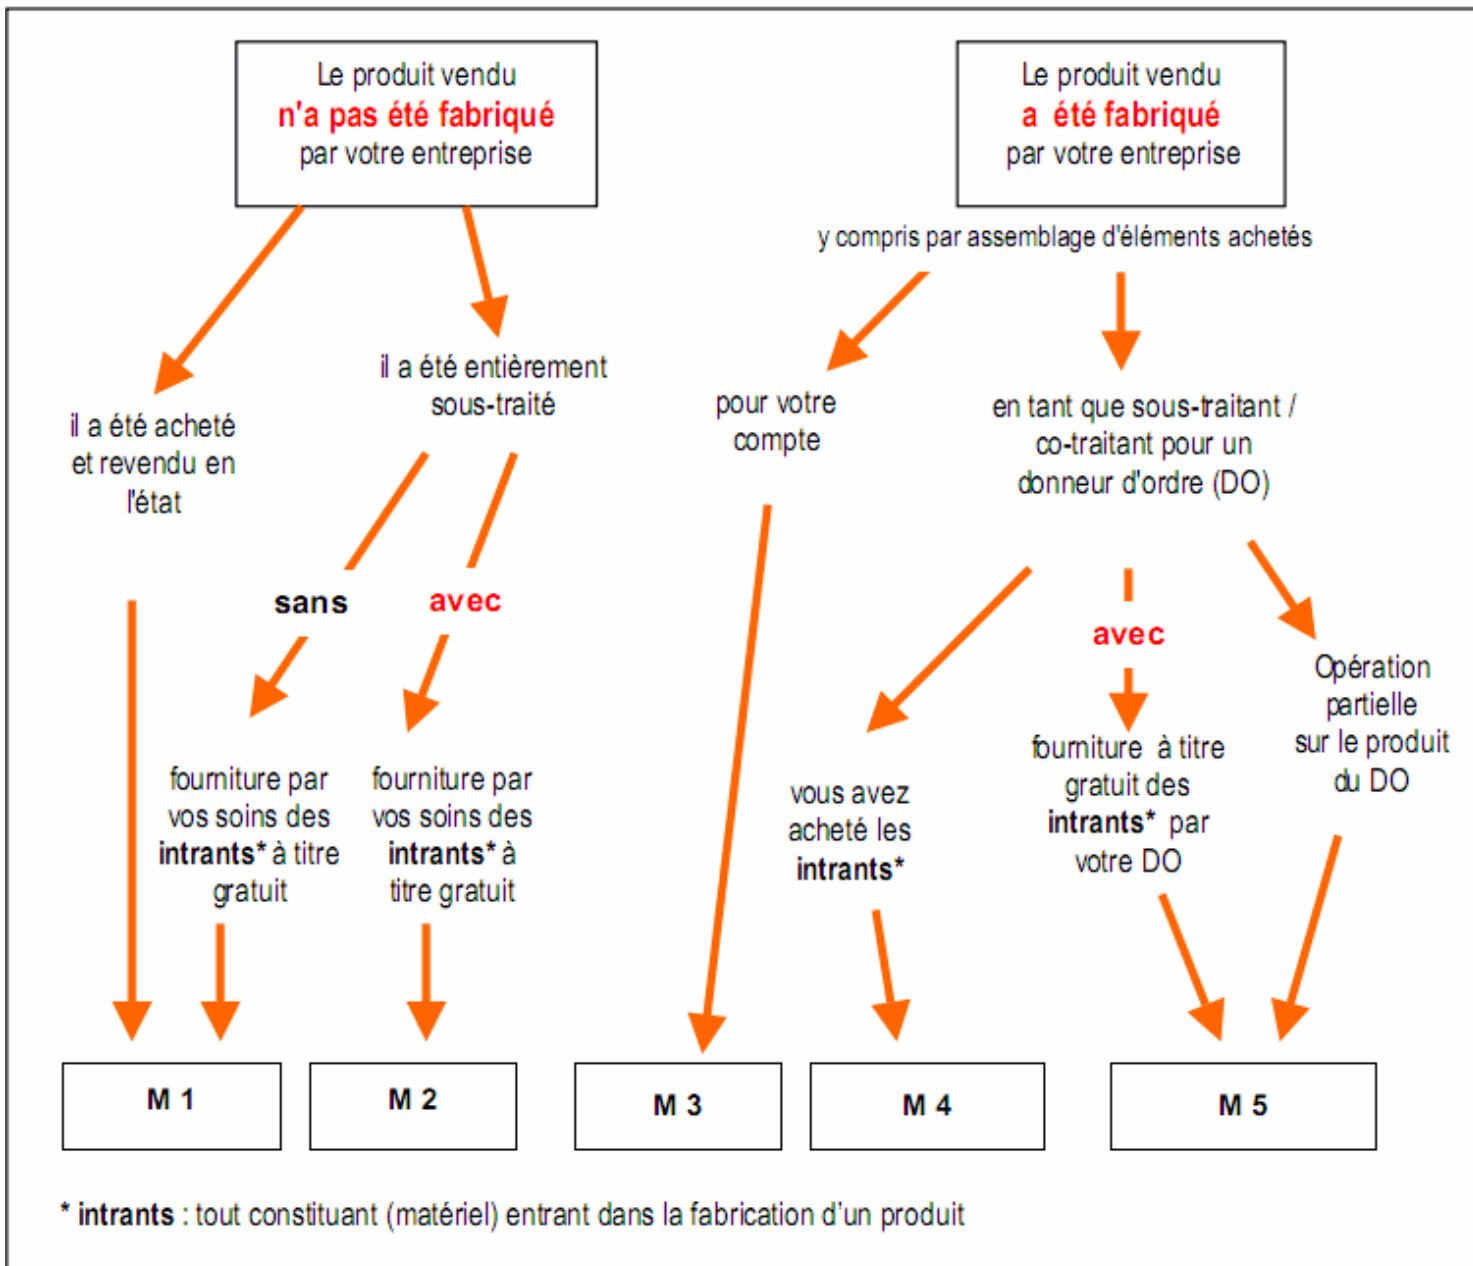 Le produit vendu
n'a pas été fabriqué
par votre entreprise
Le produit vendu
a été fabriqué
par votre entreprise
y compris par assemblage d'éléments achetés
il a été acheté
et revendu en
l'état
il a été entièrement
sous-traité
pour votre
compte
en tant que sous-traitant /
co-traitant pour un
donneur d'ordre (DO)
sans
avec
avec
fourniture par
vos soins des
intrants* à titre
gratuit
fourniture par
vos soins des
intrants* à
titre gratuit
vous avez
acheté les
intrants*
fourniture à titre
gratuit des
intrants* par
votre DO
Opération
partielle
sur le produit
du DO
M 1
M 2
M 3
M 4
M 5
* intrants : tout constituant (matériel) entrant dans la fabrication d'un produit